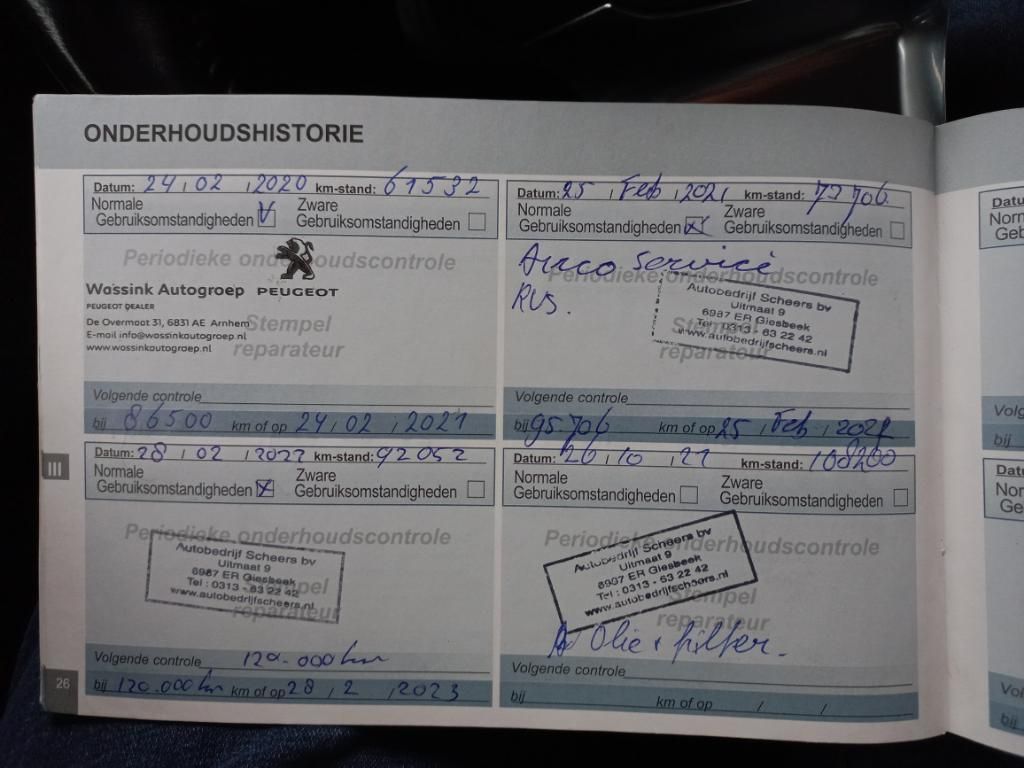 ONDERHOUDSHISTORIE
Datum: 24 / 02 / 2020 km-stand: 61532
Normale
Gebruiksomstandigheden
Zware
Gebruiksomstandigheden
Periodieke onderhoudscontrole
Wassink Autogroep PEUGEOT
PEUGEOT DEALER
De Overmaat 31, 6831 AE Arnhem
E-mail info@wassinkautogroep.nl
www.wassinkautogroep.nl
Stempel
reparateur
Volgende controle
bij 86500 km of op 24 / 02 / 2021
Datum: 25 / Feb / 2021 km-stand: 73706
Normale
Gebruiksomstandigheden
Zware
Gebruiksomstandigheden
Periodieke onderhoudscontrole
Airco Service
RVS.
Autobedrijf Scheers bv
Uitmaat 9
6987 ER Giesbeek
Tel : 0313 - 63 22 42
www.autobedrijfscheers.nl
Stempel
reparateur
Volgende controle
bij 95706 km of op 25 / Feb / 2022
III
Datum: 28 / 02 / 2022 km-stand: 92052
Normale
Gebruiksomstandigheden
Zware
Gebruiksomstandigheden
Periodieke onderhoudscontrole
Autobedrijf Scheers bv
Uitmaat 9
6987 ER Giesbeek
Tel : 0313 - 63 22 42
www.autobedrijfscheers.nl
Stempel
reparateur
Volgende controle 120.000 km
bij 120.000 km km of op 28 / 2 / 2023
26
Datum: 26 / 10 / 22 km-stand: 108200
Normale
Gebruiksomstandigheden
Zware
Gebruiksomstandigheden
Periodieke onderhoudscontrole
Autobedrijf Scheers bv
Uitmaat 9
6987 ER Giesbeek
Tel : 0313 - 63 22 42
www.autobedrijfscheers.nl
Stempel
reparateur
Olie + filter.
Volgende controle
bij km of op / /